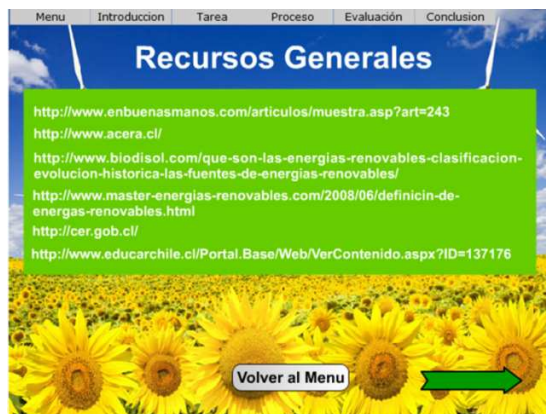 Menu Introduccion Tarea Proceso Evaluación Conclusion
Recursos Generales
http://www.enbuenasmanos.com/articulos/muestra.asp?art=243
http://www.acera.cl/
http://www.biodisol.com/que-son-las-energias-renovables-clasificacion-
evolucion-historica-las-fuentes-de-energias-renovables/
http://www.master-energias-renovables.com/2008/06/definicin-de-
energas-renovables.html
http://cer.gob.cl/
http://www.educarchile.cl/Portal.Base/Web/VerContenido.aspx?ID=137176
Volver al Menu